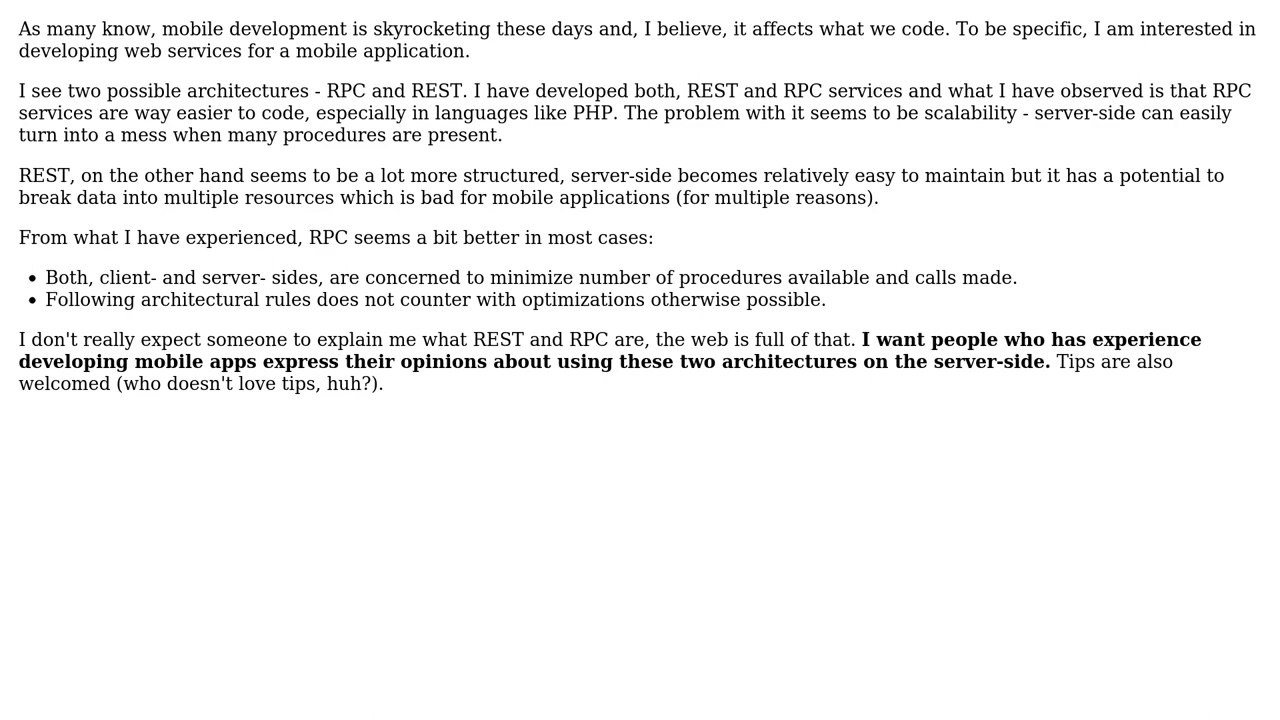 As many know, mobile development is skyrocketing these days and, I believe, it affects what we code. To be specific, I am interested in
developing web services for a mobile application.
I see two possible architectures - RPC and REST. I have developed both, REST and RPC services and what I have observed is that RPC
services are way easier to code, especially in languages like PHP. The problem with it seems to be scalability - server-side can easily
turn into a mess when many procedures are present.
REST, on the other hand seems to be a lot more structured, server-side becomes relatively easy to maintain but it has a potential to
break data into multiple resources which is bad for mobile applications (for multiple reasons).
From what I have experienced, RPC seems a bit better in most cases:
• Both, client- and server- sides, are concerned to minimize number of procedures available and calls made.
• Following architectural rules does not counter with optimizations otherwise possible.
I don't really expect someone to explain me what REST and RPC are, the web is full of that. I want people who has experience
developing mobile apps express their opinions about using these two architectures on the server-side. Tips are also
welcomed (who doesn't love tips, huh?).